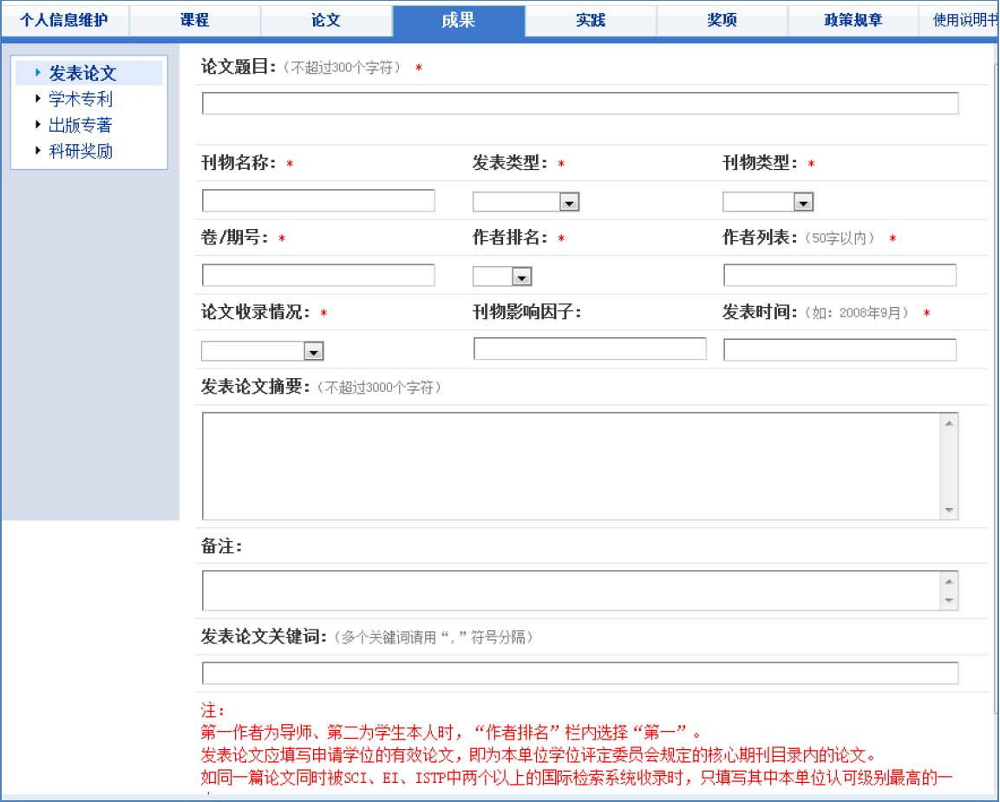 个人信息维护 课程 论文 成果 实践 奖项 政策规章 使用说明书
发表论文
学术专利
出版专著
科研奖励
论文题目：（不超过300个字符） *
刊物名称： * 发表类型： * 刊物类型： *
卷/期号： * 作者排名： * 作者列表：（50字以内） *
论文收录情况： * 刊物影响因子： 发表时间：（如：2008年9月） *
发表论文摘要：（不超过3000个字符）
备注：
发表论文关键词：（多个关键词请用“，”符号分隔）
注：
第一作者为导师、第二为学生本人时，“作者排名”栏内选择“第一”。
发表论文应填写申请学位的有效论文，即为本单位学位评定委员会规定的核心期刊目录内的论文。
如同一篇论文同时被SCI、EI、ISTP中两个以上的国际检索系统收录时，只填写其中本单位认可级别最高的一